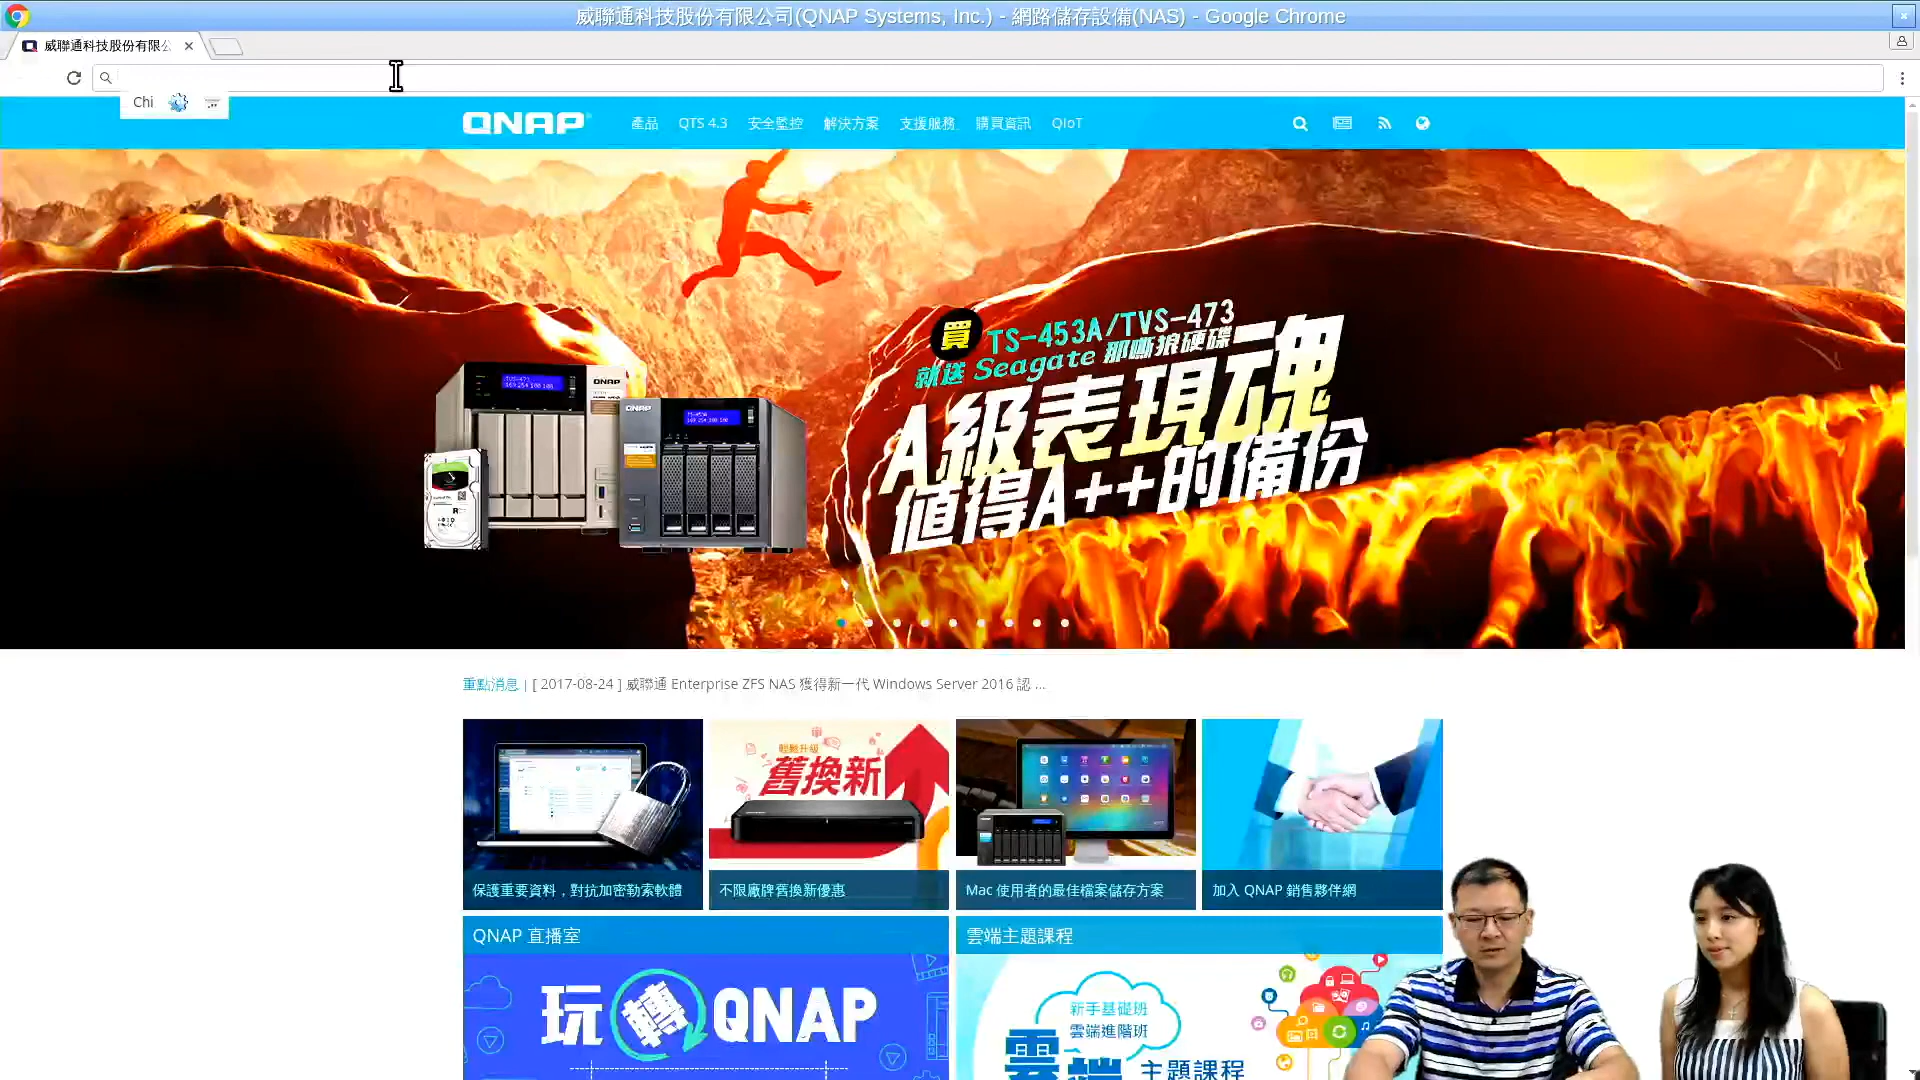 威聯通科技股份有限公司(QNAP Systems, Inc.) - 網路儲存設備(NAS) - Google Chrome
威聯通科技股份有限公
Chi
QNAP
產品 QTS 4.3 安全監控 解決方案 支援服務 購買資訊 QIoT
買 TS-453A/TVS-473
就送 Seagate 那嘶狼硬碟
A級表現魂
值得A++的備份
QNAP
QNAP
重點消息 | [ 2017-08-24 ] 威聯通 Enterprise ZFS NAS 獲得新一代 Windows Server 2016 認 ...
輕鬆升級
舊換新
保護重要資料，對抗加密勒索軟體
不限廠牌舊換新優惠
Mac 使用者的最佳檔案儲存方案
加入 QNAP 銷售夥伴網
QNAP 直播室
雲端主題課程
玩轉QNAP
新手基礎班
雲端進階班
雲端 主題課程